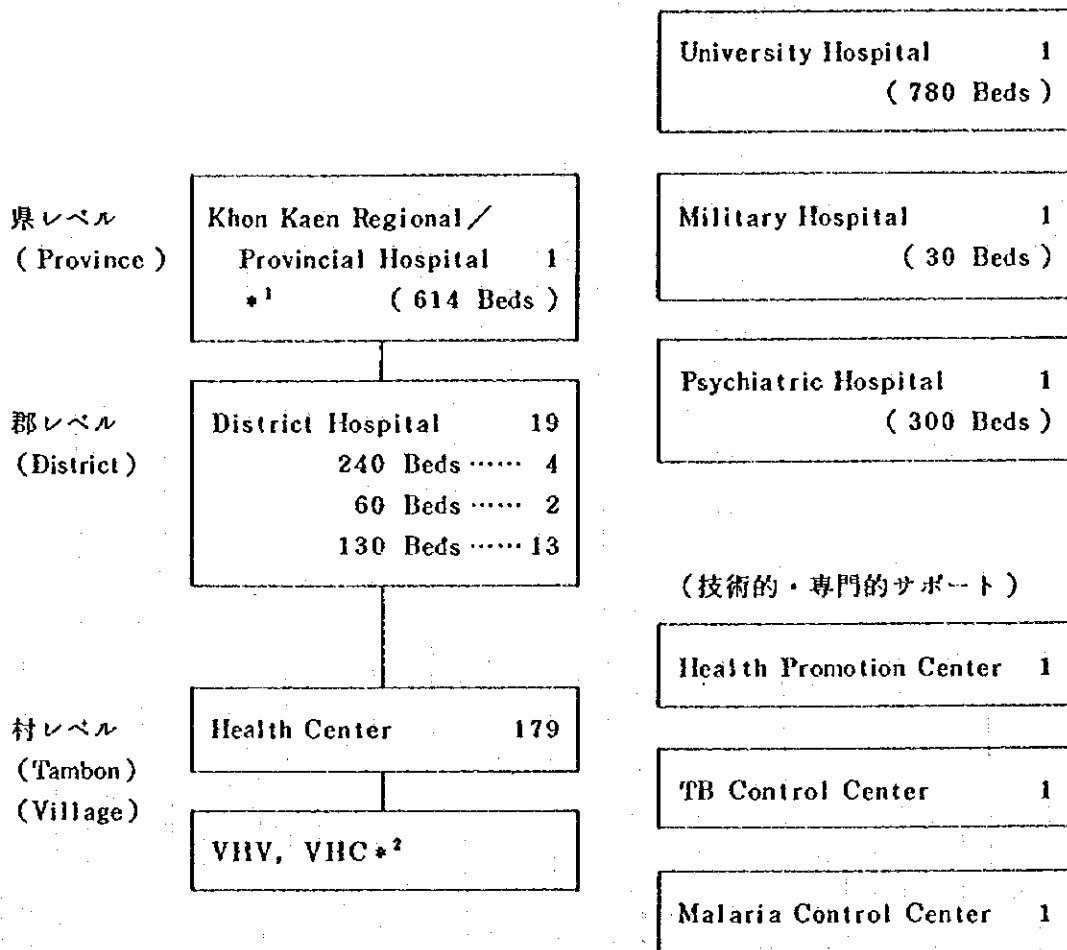 県レベル
(Province)
Khon Kaen Regional/
Provincial Hospital 1
*1 (614 Beds)
郡レベル
(District)
District Hospital 19
240 Beds …… 4
60 Beds …… 2
130 Beds …… 13
村レベル
(Tambon)
(Village)
Health Center 179
VHV, VHC *2
University Hospital 1
(780 Beds)
Military Hospital 1
(30 Beds)
Psychiatric Hospital 1
(300 Beds)
(技術的・専門的サポート)
Health Promotion Center 1
TB Control Center 1
Malaria Control Center 1